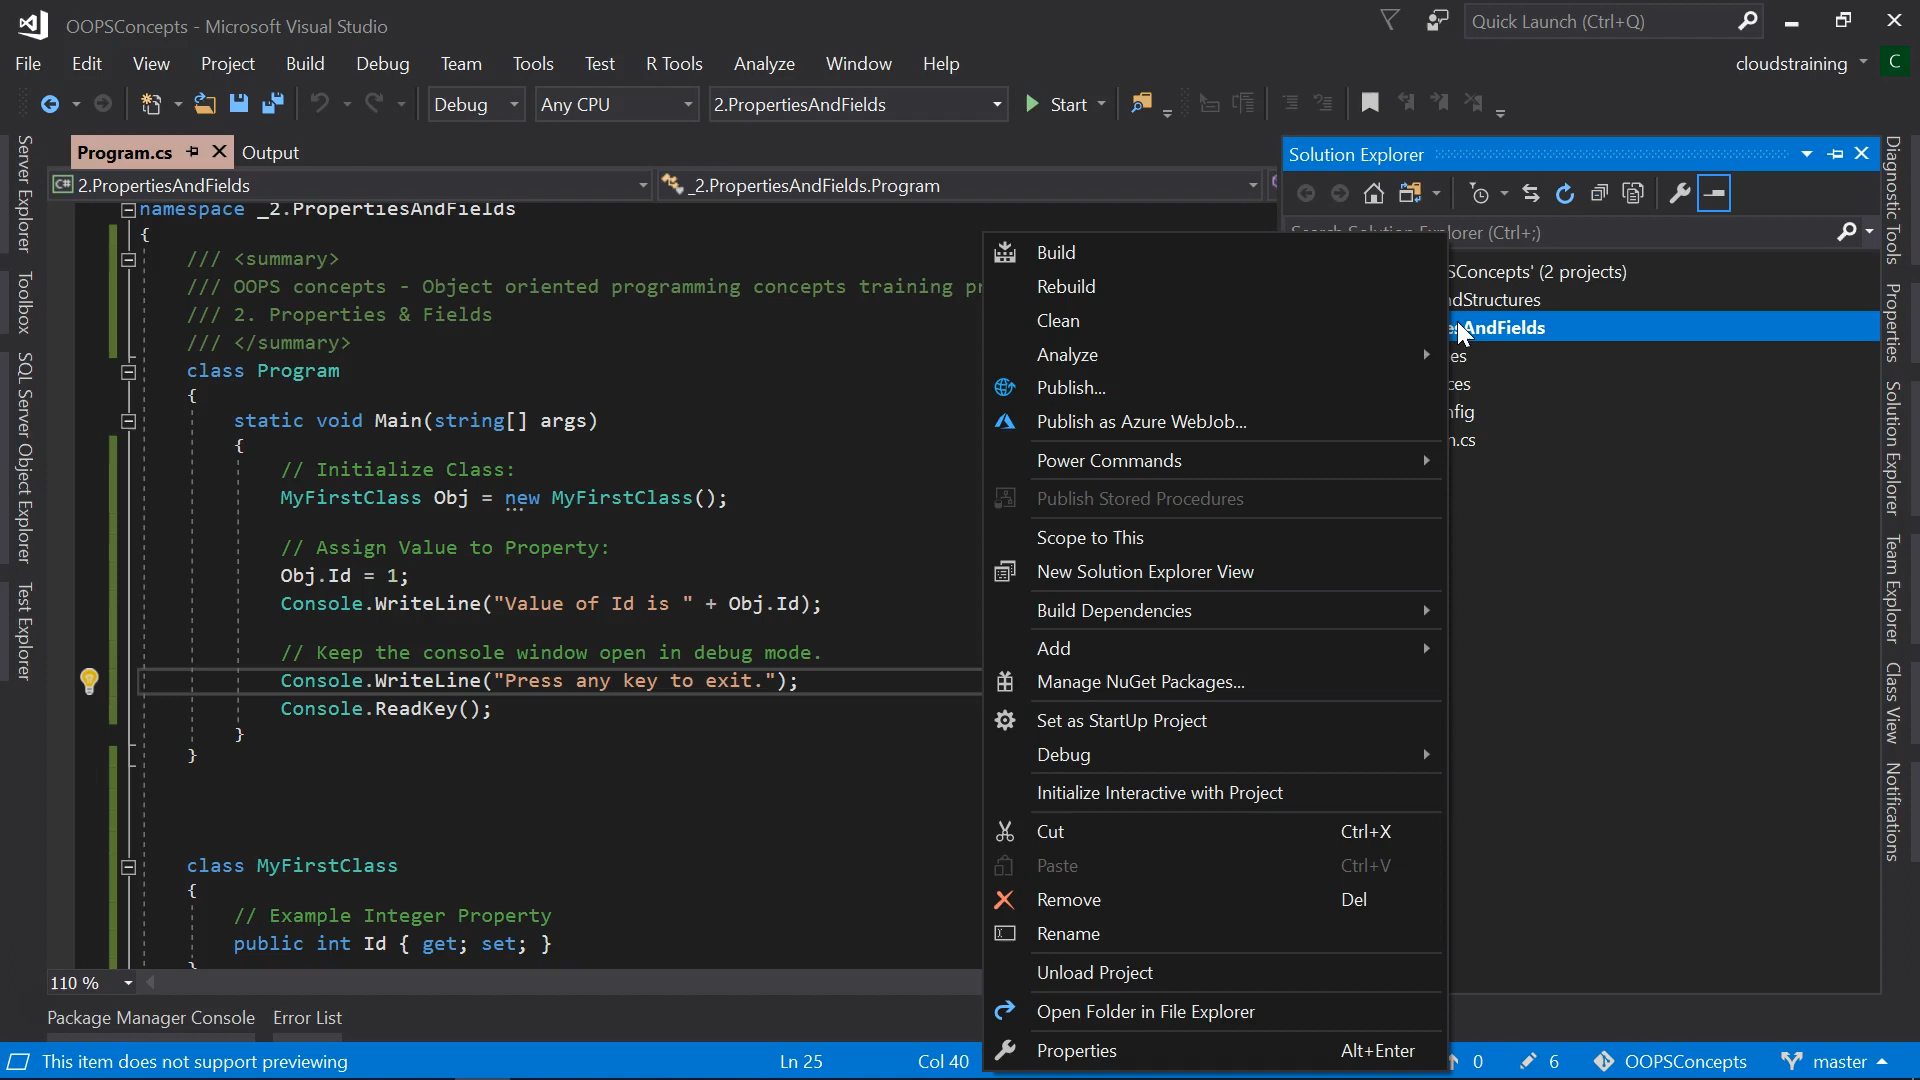 OOPSConcepts - Microsoft Visual Studio
Quick Launch (Ctrl+Q)
File Edit View Project Build Debug Team Tools Test R Tools Analyze Window Help
cloudstraining C
Debug Any CPU 2.PropertiesAndFields Start
Program.cs Output
2.PropertiesAndFields _2.PropertiesAndFields.Program
namespace _2.PropertiesAndFields
{
/// <summary>
/// OOPS concepts - Object oriented programming concepts training
/// 2. Properties & Fields
/// </summary>
class Program
{
static void Main(string[] args)
{
// Initialize Class:
MyFirstClass Obj = new MyFirstClass();
// Assign Value to Property:
Obj.Id = 1;
Console.WriteLine("Value of Id is " + Obj.Id);
// Keep the console window open in debug mode.
Console.WriteLine("Press any key to exit.");
Console.ReadKey();
}
}
class MyFirstClass
{
// Example Integer Property
public int Id { get; set; }
110 %
Package Manager Console Error List
This item does not support previewing
Ln 25 Col 40
0 6 OOPSConcepts master
Server Explorer
Toolbox
SQL Server Object Explorer
Test Explorer
Build
Rebuild
Clean
Analyze
Publish...
Publish as Azure WebJob...
Power Commands
Publish Stored Procedures
Scope to This
New Solution Explorer View
Build Dependencies
Add
Manage NuGet Packages...
Set as StartUp Project
Debug
Initialize Interactive with Project
Cut Ctrl+X
Paste Ctrl+V
Remove Del
Rename
Unload Project
Open Folder in File Explorer
Properties Alt+Enter
Solution Explorer
Search Solution Explorer (Ctrl+;)
SConcepts' (2 projects)
dStructures
AndFields
es
ces
nfig
n.cs
Diagnostic Tools
Properties
Solution Explorer
Team Explorer
Class View
Notifications